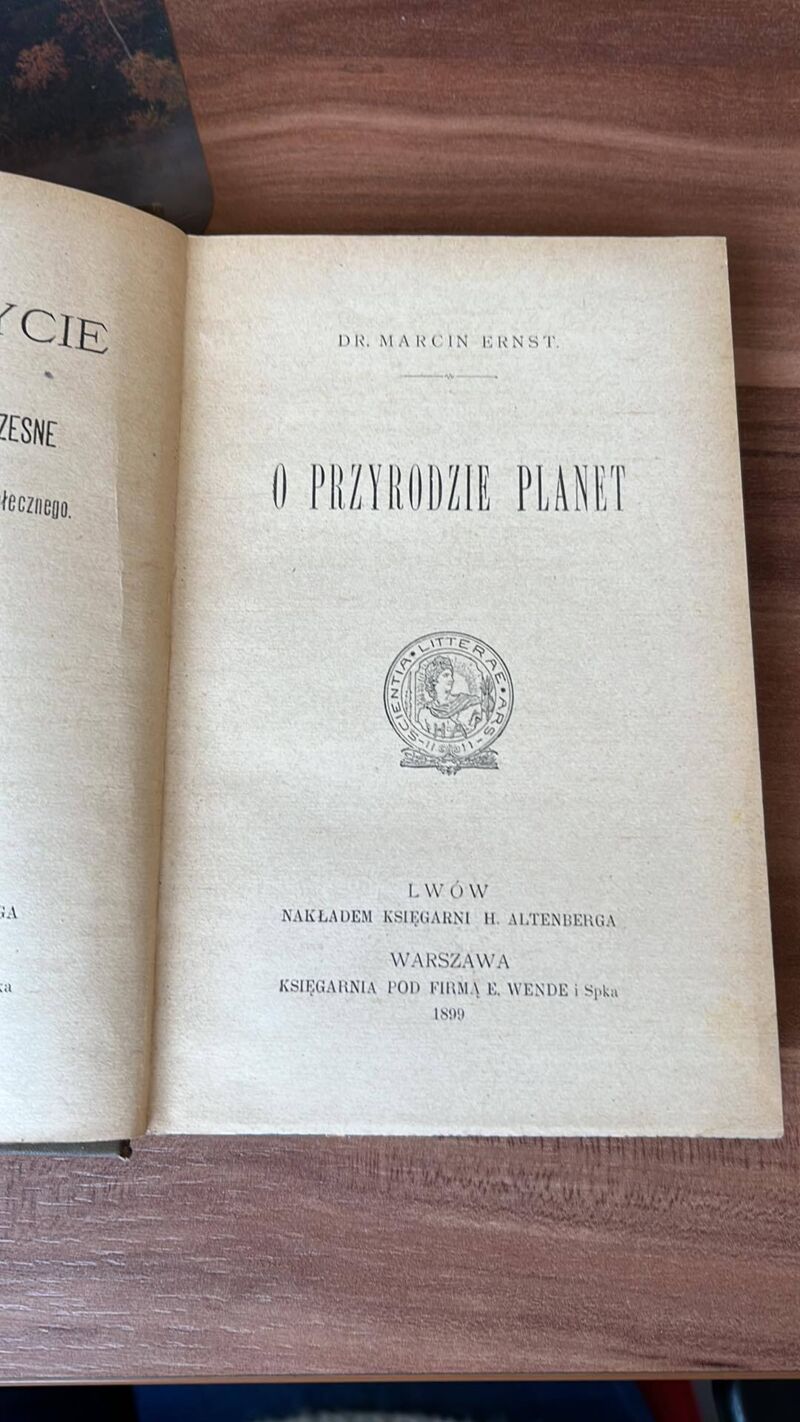 YCIE
ZESNE
łecznego.
GA
ka
DR. MARCIN ERNST.
O PRZYRODZIE PLANET
SCIENTIA • LITTERAE • ARS
HA
LWÓW
NAKŁADEM KSIĘGARNI H. ALTENBERGA
WARSZAWA
KSIĘGARNIA POD FIRMĄ E. WENDE i Spka
1899